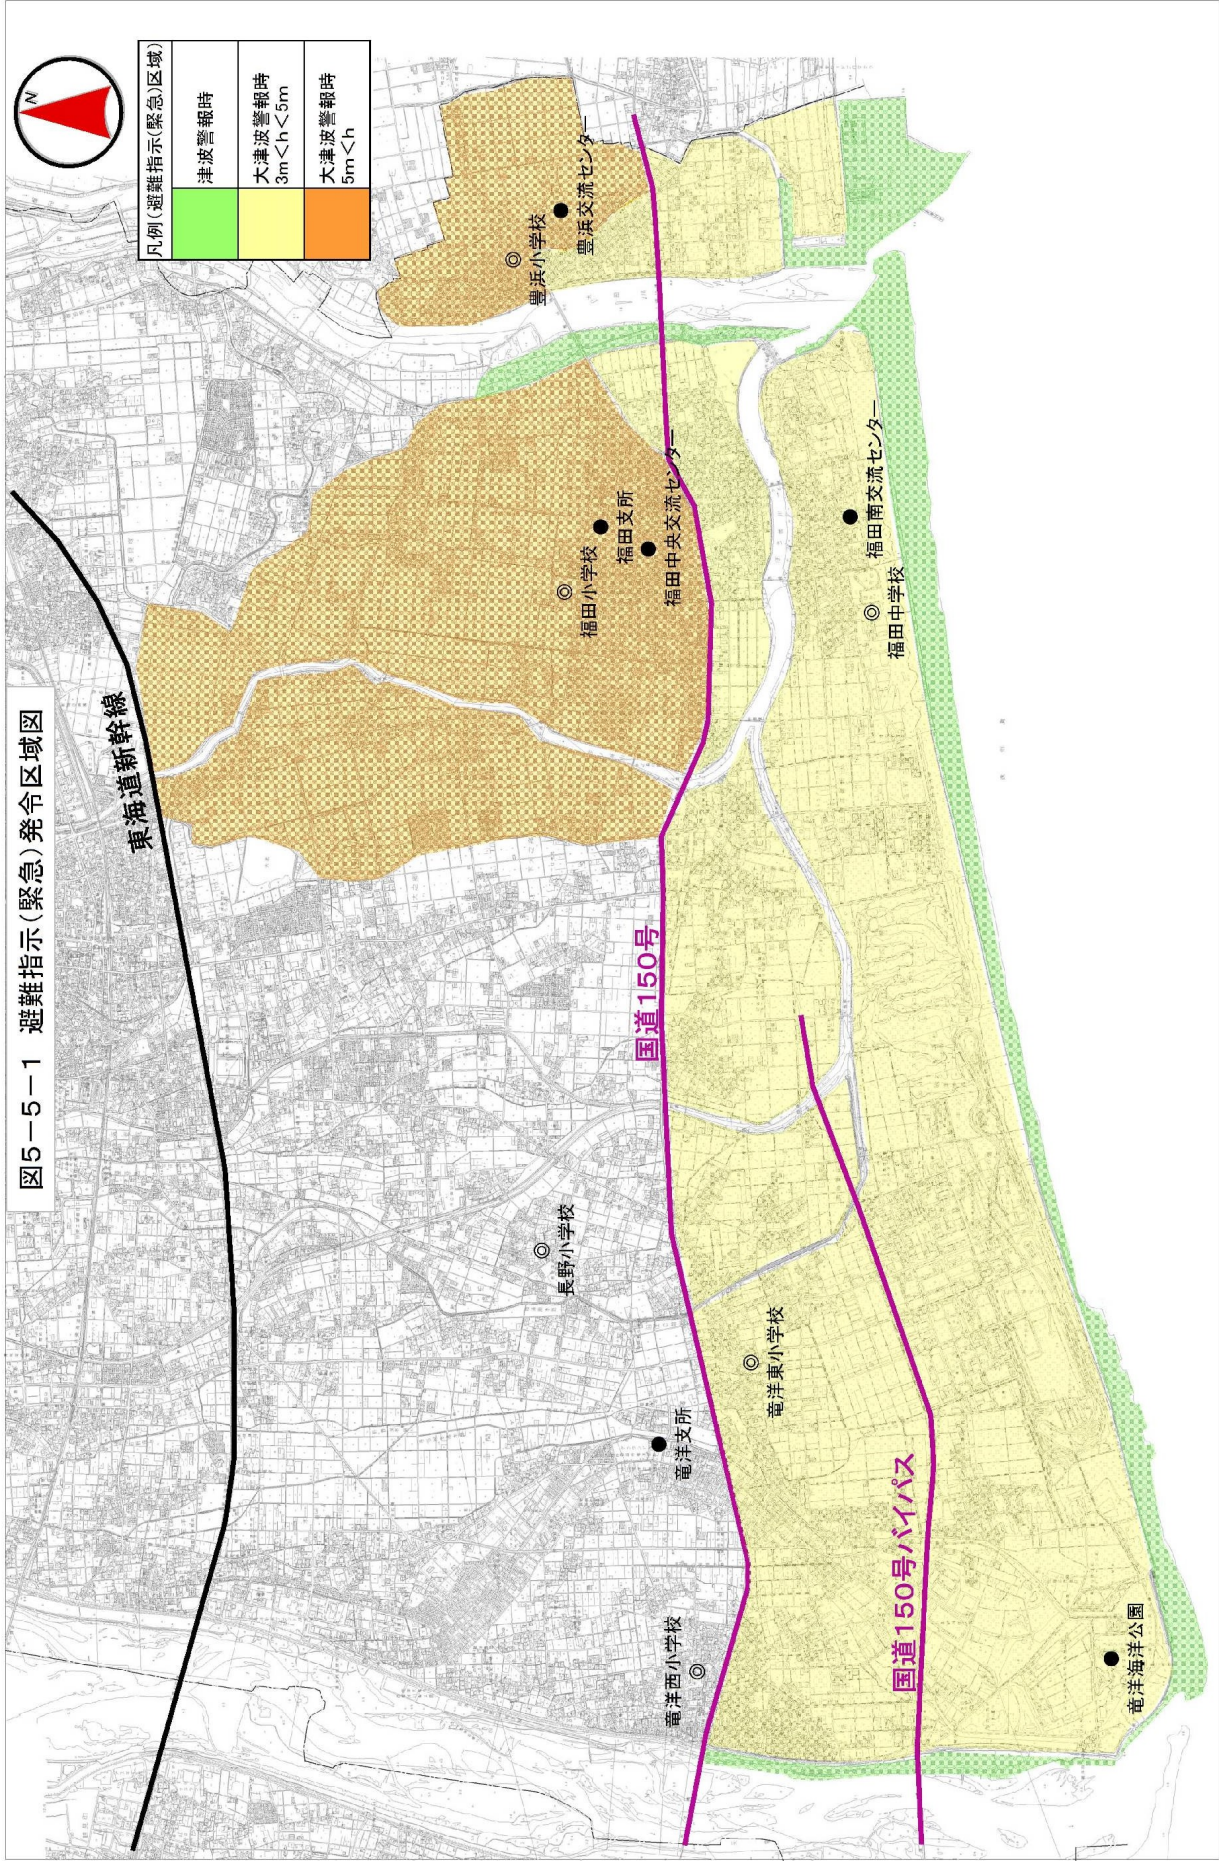 図5-5-1 避難指示(緊急)発令区域図
N
凡例(避難指示(緊急)区域)
津波警報時
大津波警報時
3m<h<5m
大津波警報時
5m<h
東海道新幹線
国道150号
国道150号バイパス
豊浜小学校
豊浜交流センター
福田小学校
福田支所
福田中央交流センター
福田南交流センター
福田中学校
長野小学校
竜洋東小学校
竜洋支所
竜洋西小学校
竜洋海洋公園